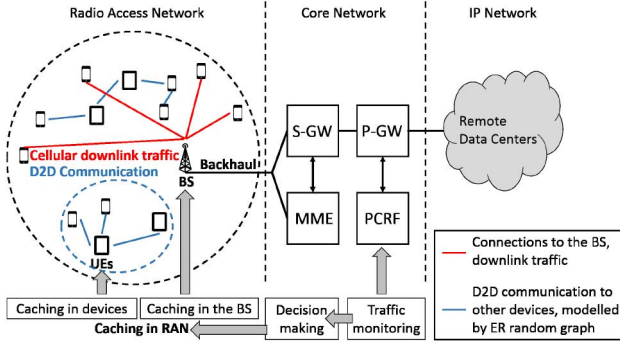 Radio Access Network
Core Network
IP Network
S-GW
P-GW
Remote
Data Centers
Cellular downlink traffic
D2D Communication
Backhaul
BS
MME
PCRF
UEs
Connections to the BS,
downlink traffic
D2D communication to
other devices, modelled
by ER random graph
Caching in devices
Caching in the BS
Decision
making
Traffic
monitoring
Caching in RAN